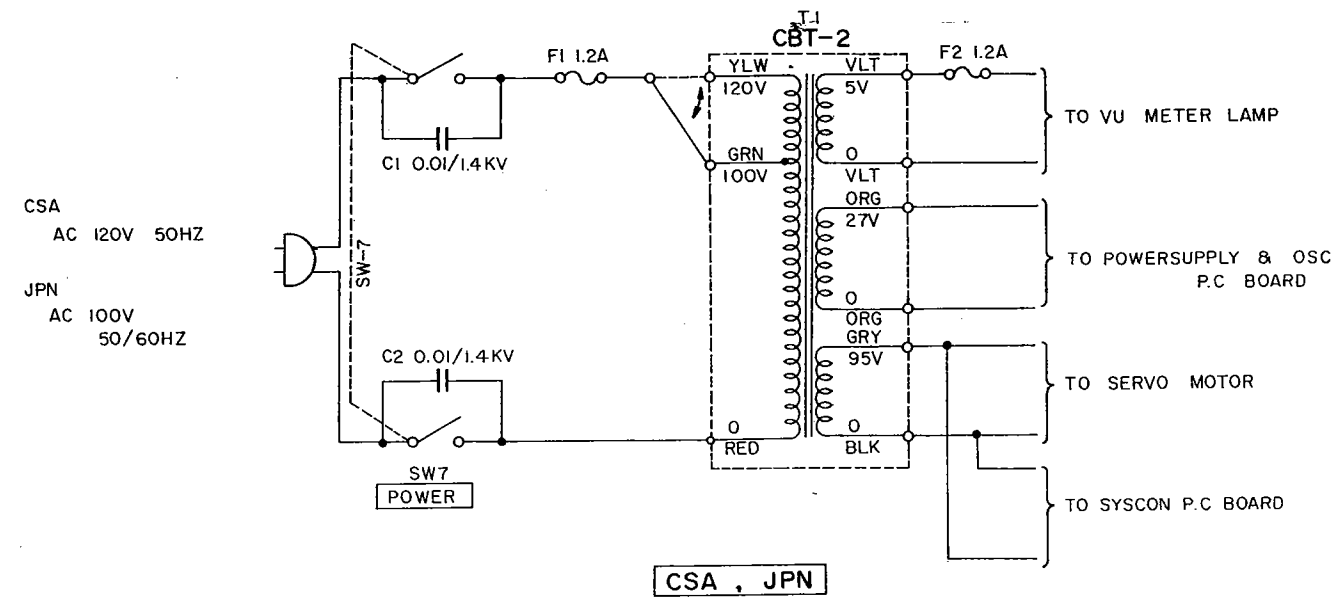 T-1
CBT-2
F1 1.2A
YLW
120V
VLT
5V
F2 1.2A
TO VU METER LAMP
C1 0.01/1.4KV
GRN
100V
0
VLT
CSA
AC 120V 50HZ
JPN
AC 100V
50/60HZ
SW-7
ORG
27V
0
ORG
TO POWERSUPPLY & OSC
P.C BOARD
C2 0.01/1.4KV
GRY
95V
TO SERVO MOTOR
0
RED
0
BLK
SW7
POWER
TO SYSCON P.C BOARD
CSA , JPN